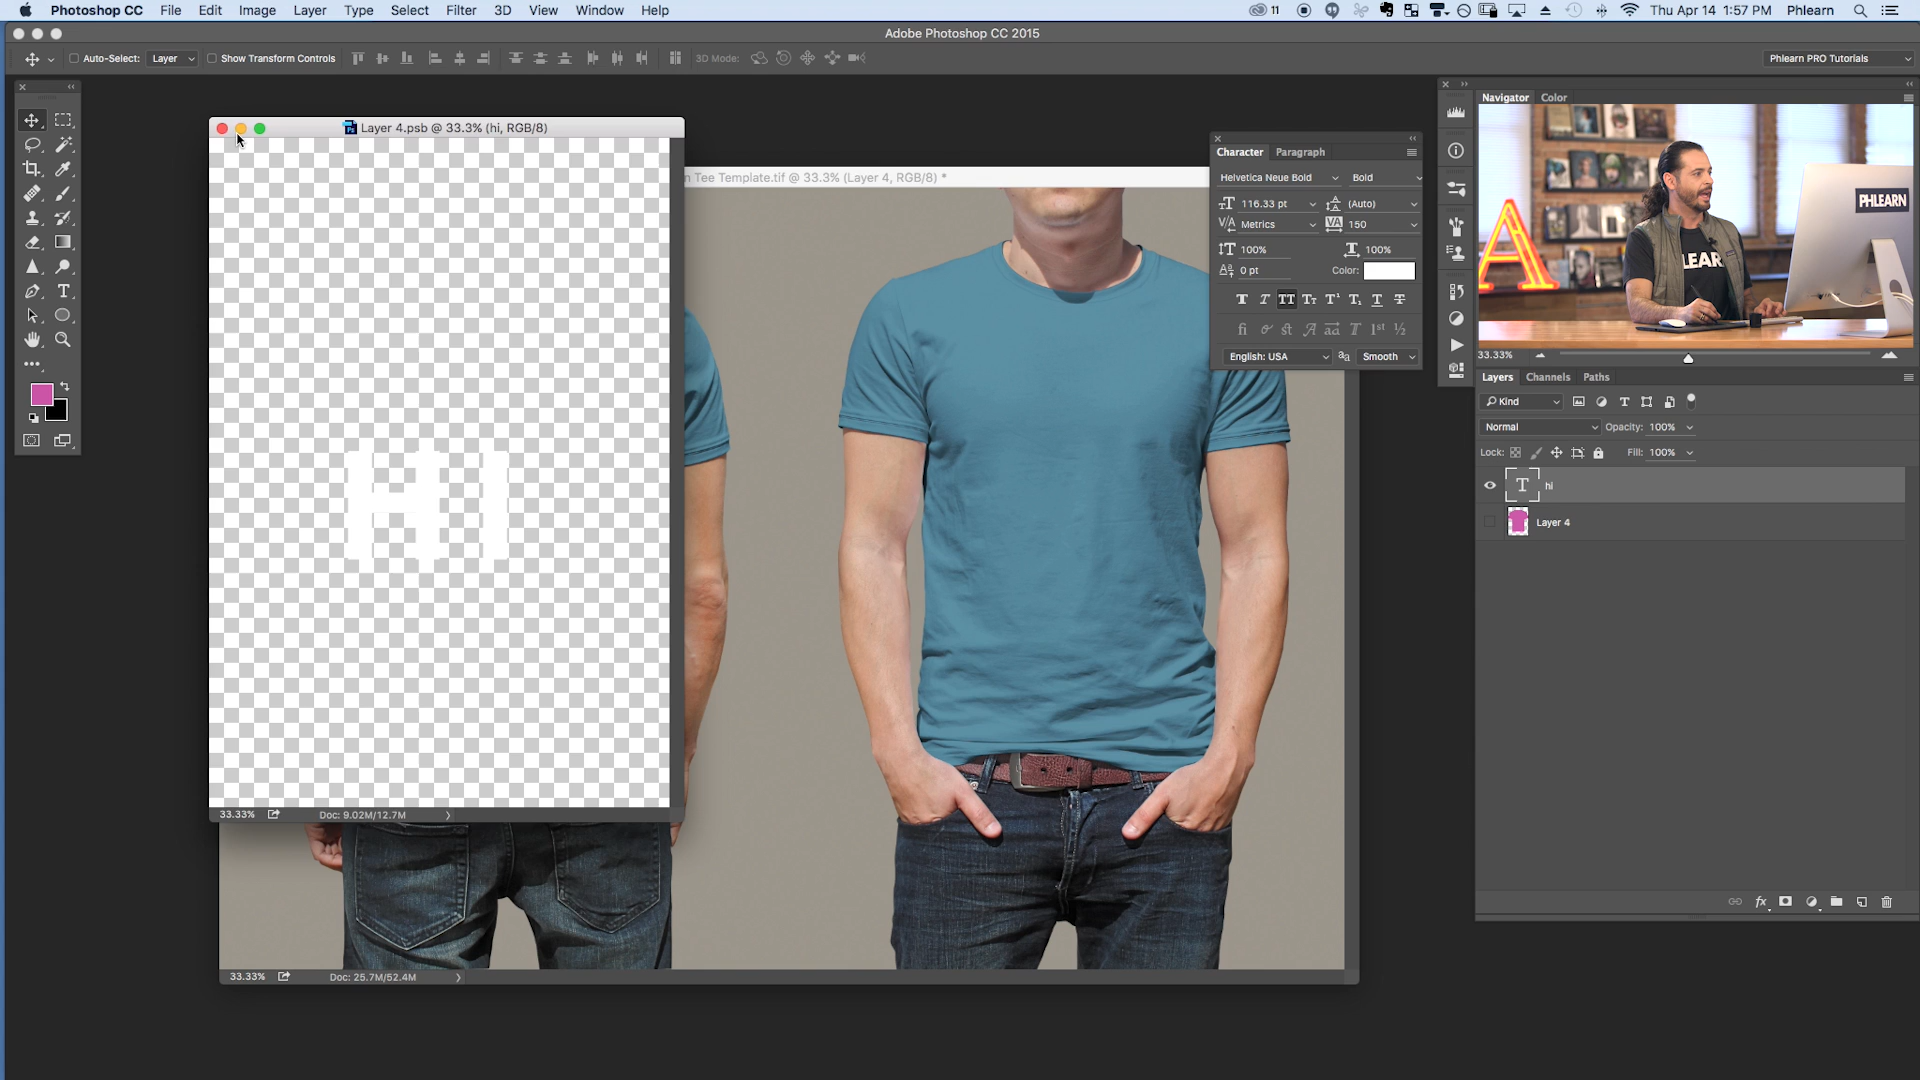 Photoshop CC File Edit Image Layer Type Select Filter 3D View Window Help 11 Thu Apr 14 1:57 PM Phlearn
Adobe Photoshop CC 2015
Auto-Select: Layer Show Transform Controls 3D Mode: Phlearn PRO Tutorials
Layer 4.psb @ 33.3% (hi, RGB/8)
n Tee Template.tif @ 33.3% (Layer 4, RGB/8) *
HI
33.33% Doc: 9.02M/12.7M
33.33% Doc: 25.7M/52.4M
Character Paragraph
Helvetica Neue Bold Bold
116.33 pt (Auto)
Metrics 150
100% 100%
0 pt Color:
English: USA Smooth
Navigator Color
PHLEARN
LEAR
A
33.33%
Layers Channels Paths
Kind
Normal Opacity: 100%
Lock: Fill: 100%
hi
Layer 4